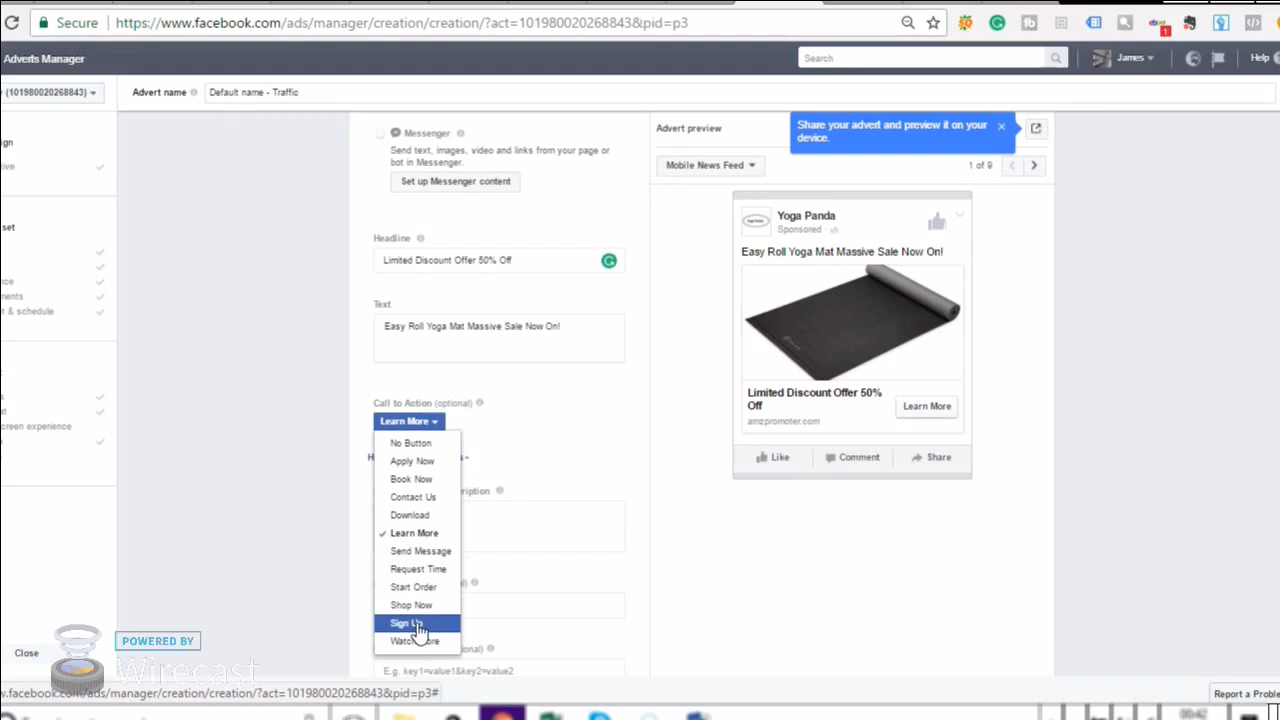 Secure https://www.facebook.com/ads/manager/creation/creation/?act=101980020268843&pid=p3
1
Adverts Manager
Search
James
Help
(101980020268843)
Advert name
Default name - Traffic
Messenger
Send text, images, video and links from your page or
bot in Messenger.
Set up Messenger content
Headline
Limited Discount Offer 50% Off
Text
Easy Roll Yoga Mat Massive Sale Now On!
Call to Action (optional)
Learn More
No Button
Apply Now
Book Now
Contact Us
Download
Learn More
Send Message
Request Time
Start Order
Shop Now
Sign Up
E.g. key1=value1&key2=value2
Advert preview
Share your advert and preview it on your
device.
Mobile News Feed
1 of 9
Yoga Panda
Sponsored
Easy Roll Yoga Mat Massive Sale Now On!
Limited Discount Offer 50%
Off
Learn More
amzpromoter.com
Like
Comment
Share
& schedule
Close
POWERED BY
Wirecast
w.facebook.com/ads/manager/creation/creation/?act=101980020268843&pid=p3#
Report a Proble
00:42